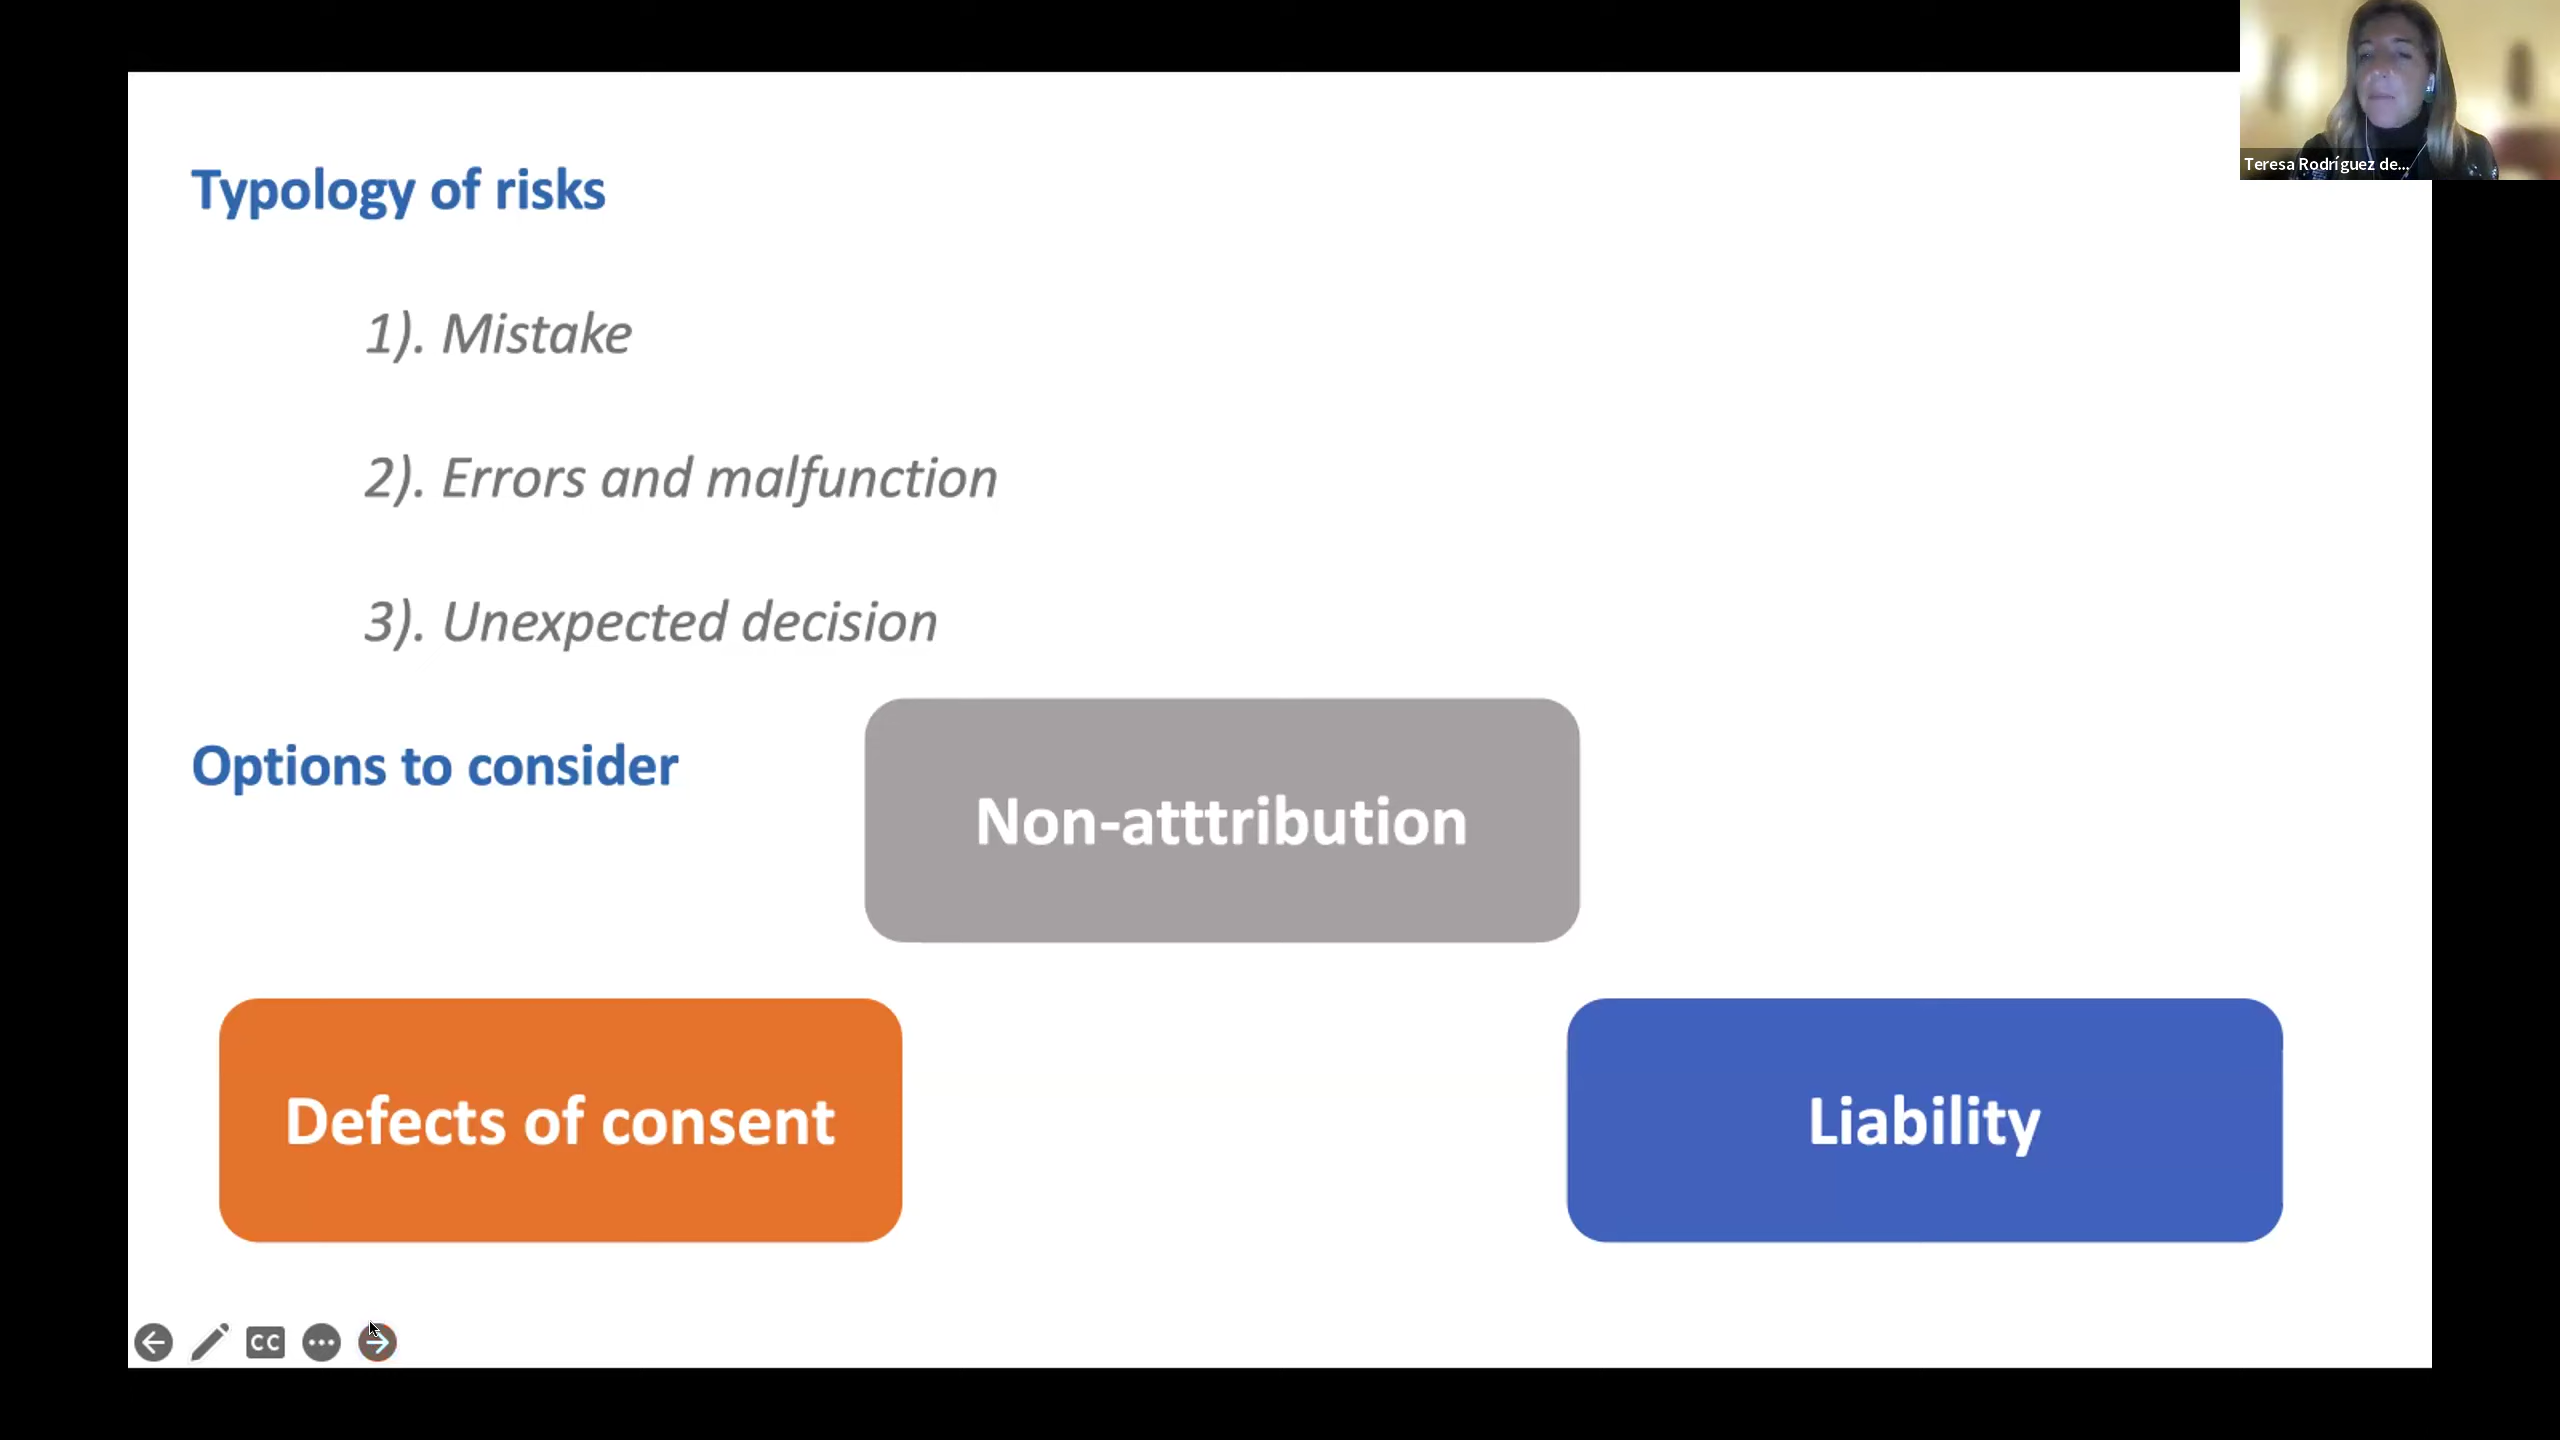 Teresa Rodríguez de...
Typology of risks
1). Mistake
2). Errors and malfunction
3). Unexpected decision
Options to consider
Non-atttribution
Defects of consent
Liability
CC